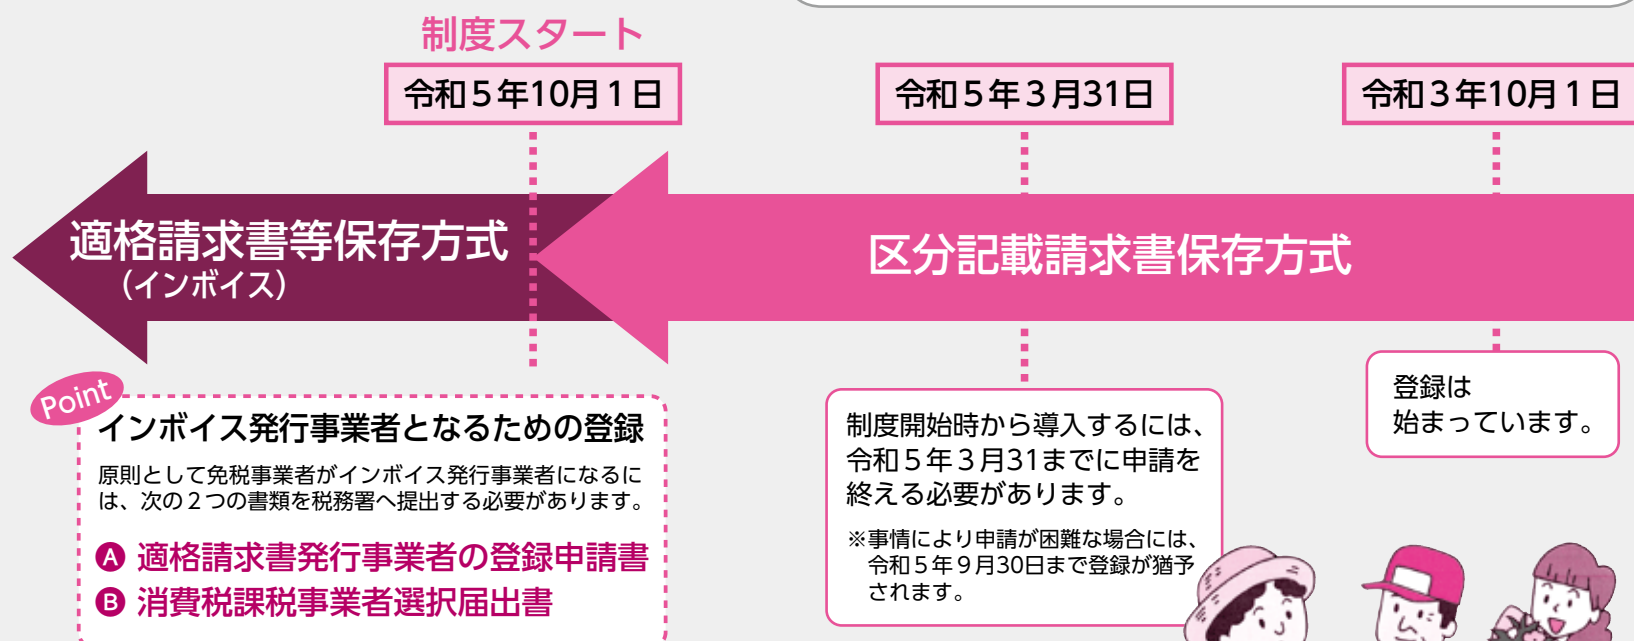 制度スタート
令和５年10月１日
令和５年３月31日
令和３年10月１日
適格請求書等保存方式
（インボイス）
区分記載請求書保存方式
Point
インボイス発行事業者となるための登録
原則として免税事業者がインボイス発行事業者になるに
は、次の２つの書類を税務署へ提出する必要があります。
A 適格請求書発行事業者の登録申請書
B 消費税課税事業者選択届出書
制度開始時から導入するには、
令和５年３月31までに申請を
終える必要があります。
※事情により申請が困難な場合には、
令和５年９月30日まで登録が猶予
されます。
登録は
始まっています。